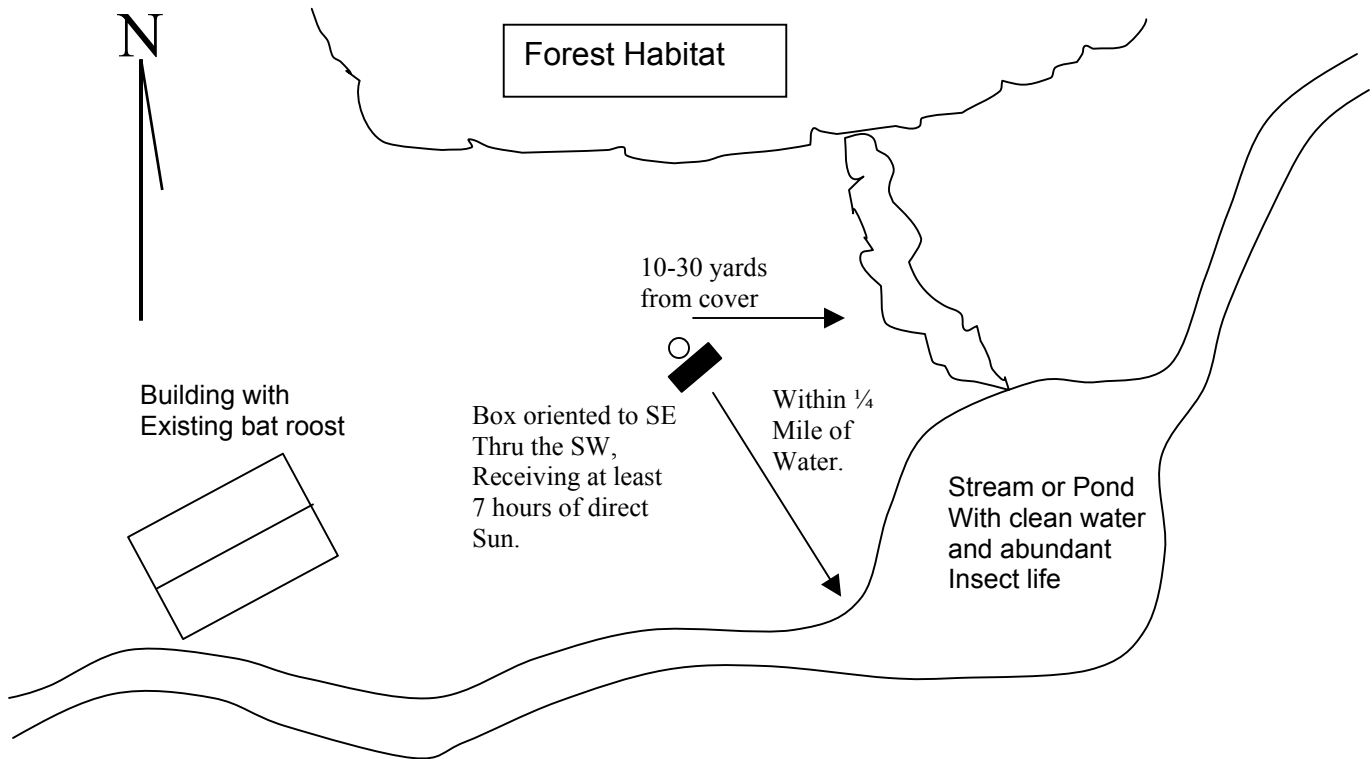 N
Forest Habitat
10-30 yards
from cover
Building with
Existing bat roost
Box oriented to SE
Thru the SW,
Receiving at least
7 hours of direct
Sun.
Within ¼
Mile of
Water.
Stream or Pond
With clean water
and abundant
Insect life